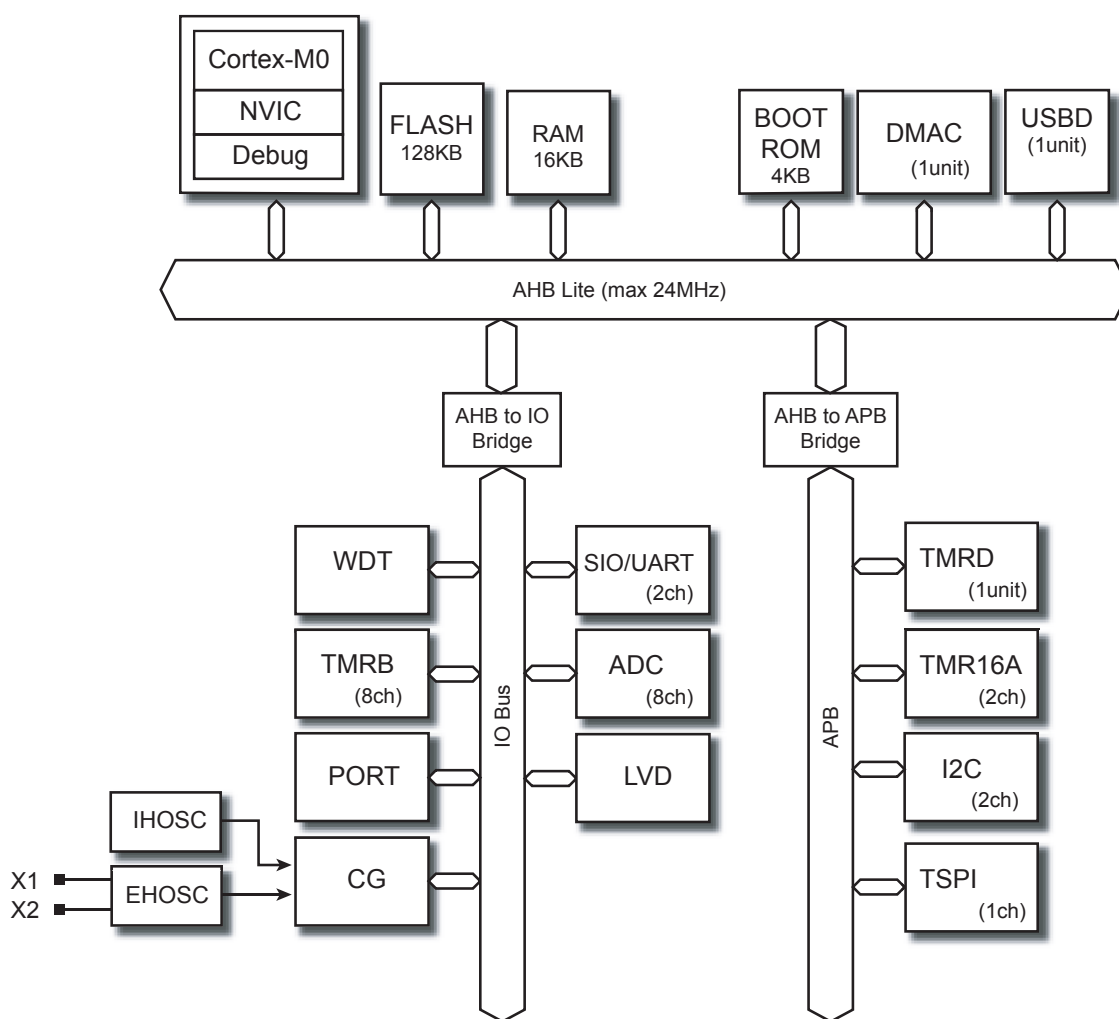 Cortex-M0
NVIC
Debug
FLASH
128KB
RAM
16KB
BOOT
ROM
4KB
DMAC
(1unit)
USBD
(1unit)
AHB Lite (max 24MHz)
AHB to IO
Bridge
AHB to APB
Bridge
WDT
SIO/UART
(2ch)
TMRB
(8ch)
ADC
(8ch)
PORT
LVD
IO Bus
IHOSC
CG
X1
X2
EHOSC
APB
TMRD
(1unit)
TMR16A
(2ch)
I2C
(2ch)
TSPI
(1ch)